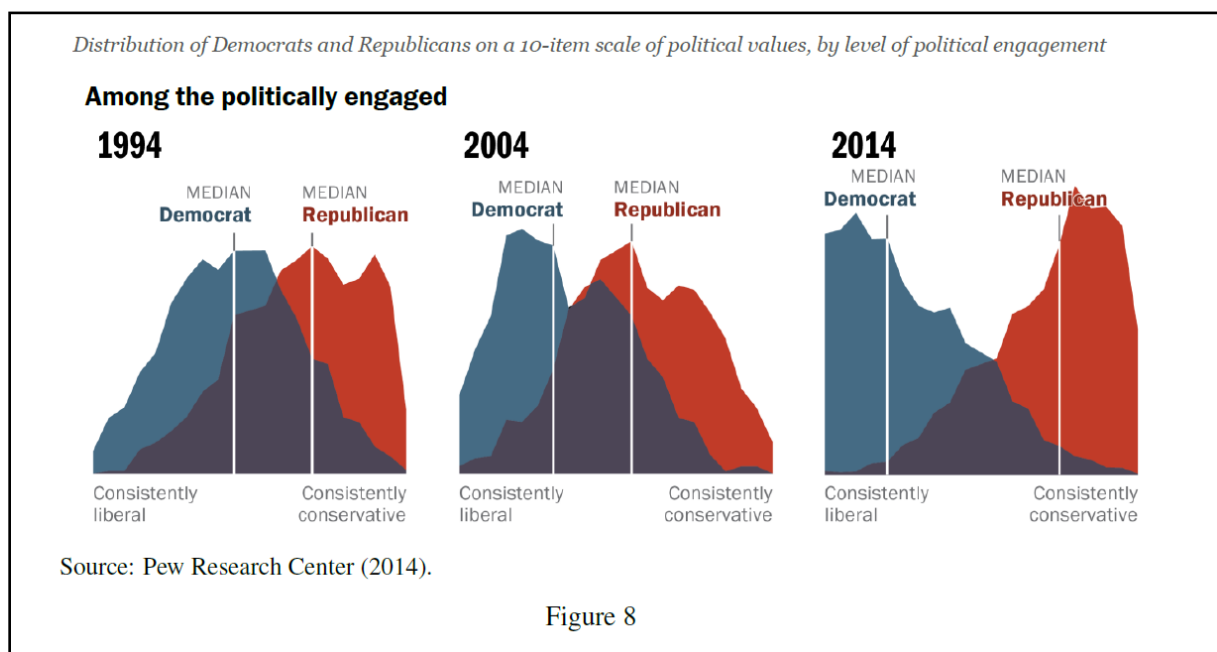 Distribution of Democrats and Republicans on a 10-item scale of political values, by level of political engagement
Among the politically engaged
1994
2004
2014
MEDIAN
Democrat
MEDIAN
Republican
MEDIAN
Democrat
MEDIAN
Republican
MEDIAN
Democrat
MEDIAN
Republican
Consistently
liberal
Consistently
conservative
Consistently
liberal
Consistently
conservative
Consistently
liberal
Consistently
conservative
Source: Pew Research Center (2014).
Figure 8